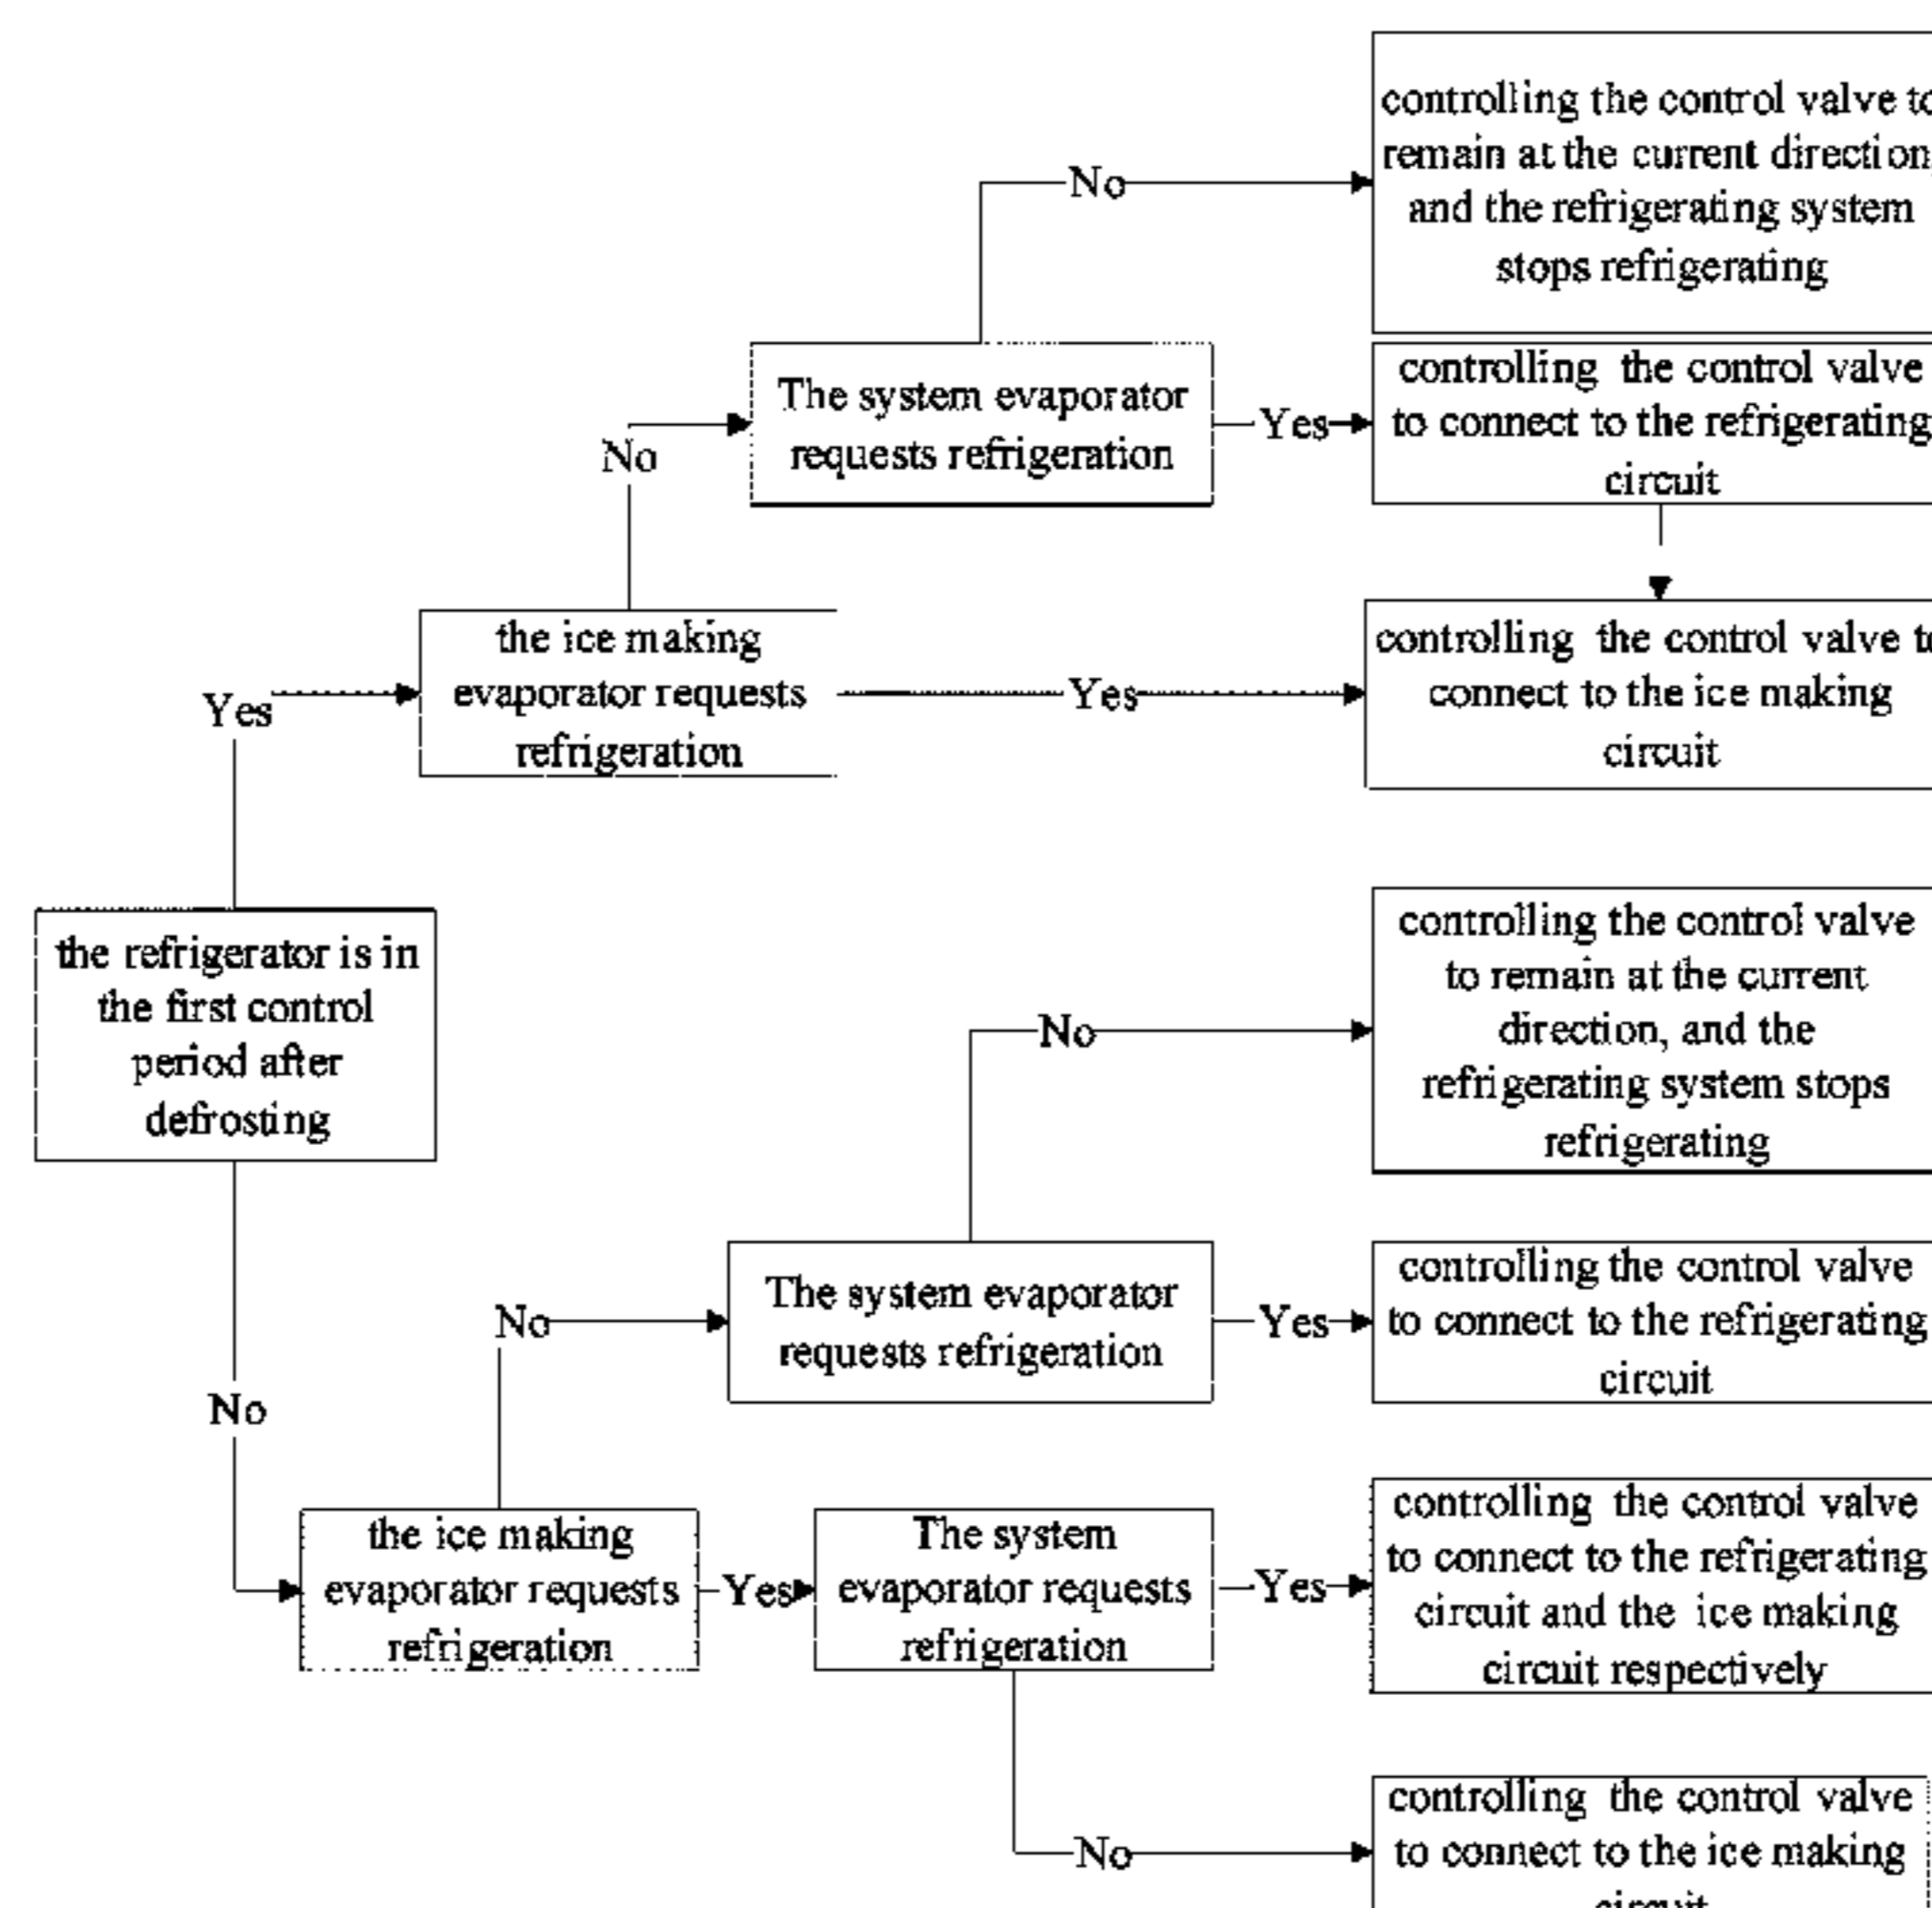 controlling the control valve to
remain at the current direction,
and the refrigerating system
stops refrigerating
No
The system evaporator
requests refrigeration
Yes
controlling the control valve
to connect to the refrigerating
circuit
No
the ice making
evaporator requests
refrigeration
Yes
controlling the control valve to
connect to the ice making
circuit
Yes
the refrigerator is in
the first control
period after
defrosting
controlling the control valve
to remain at the current
direction, and the
refrigerating system stops
refrigerating
No
The system evaporator
requests refrigeration
Yes
controlling the control valve
to connect to the refrigerating
circuit
No
No
the ice making
evaporator requests
refrigeration
Yes
The system
evaporator requests
refrigeration
Yes
controlling the control valve
to connect to the refrigerating
circuit and the ice making
circuit respectively
No
controlling the control valve
to connect to the ice making
circuit